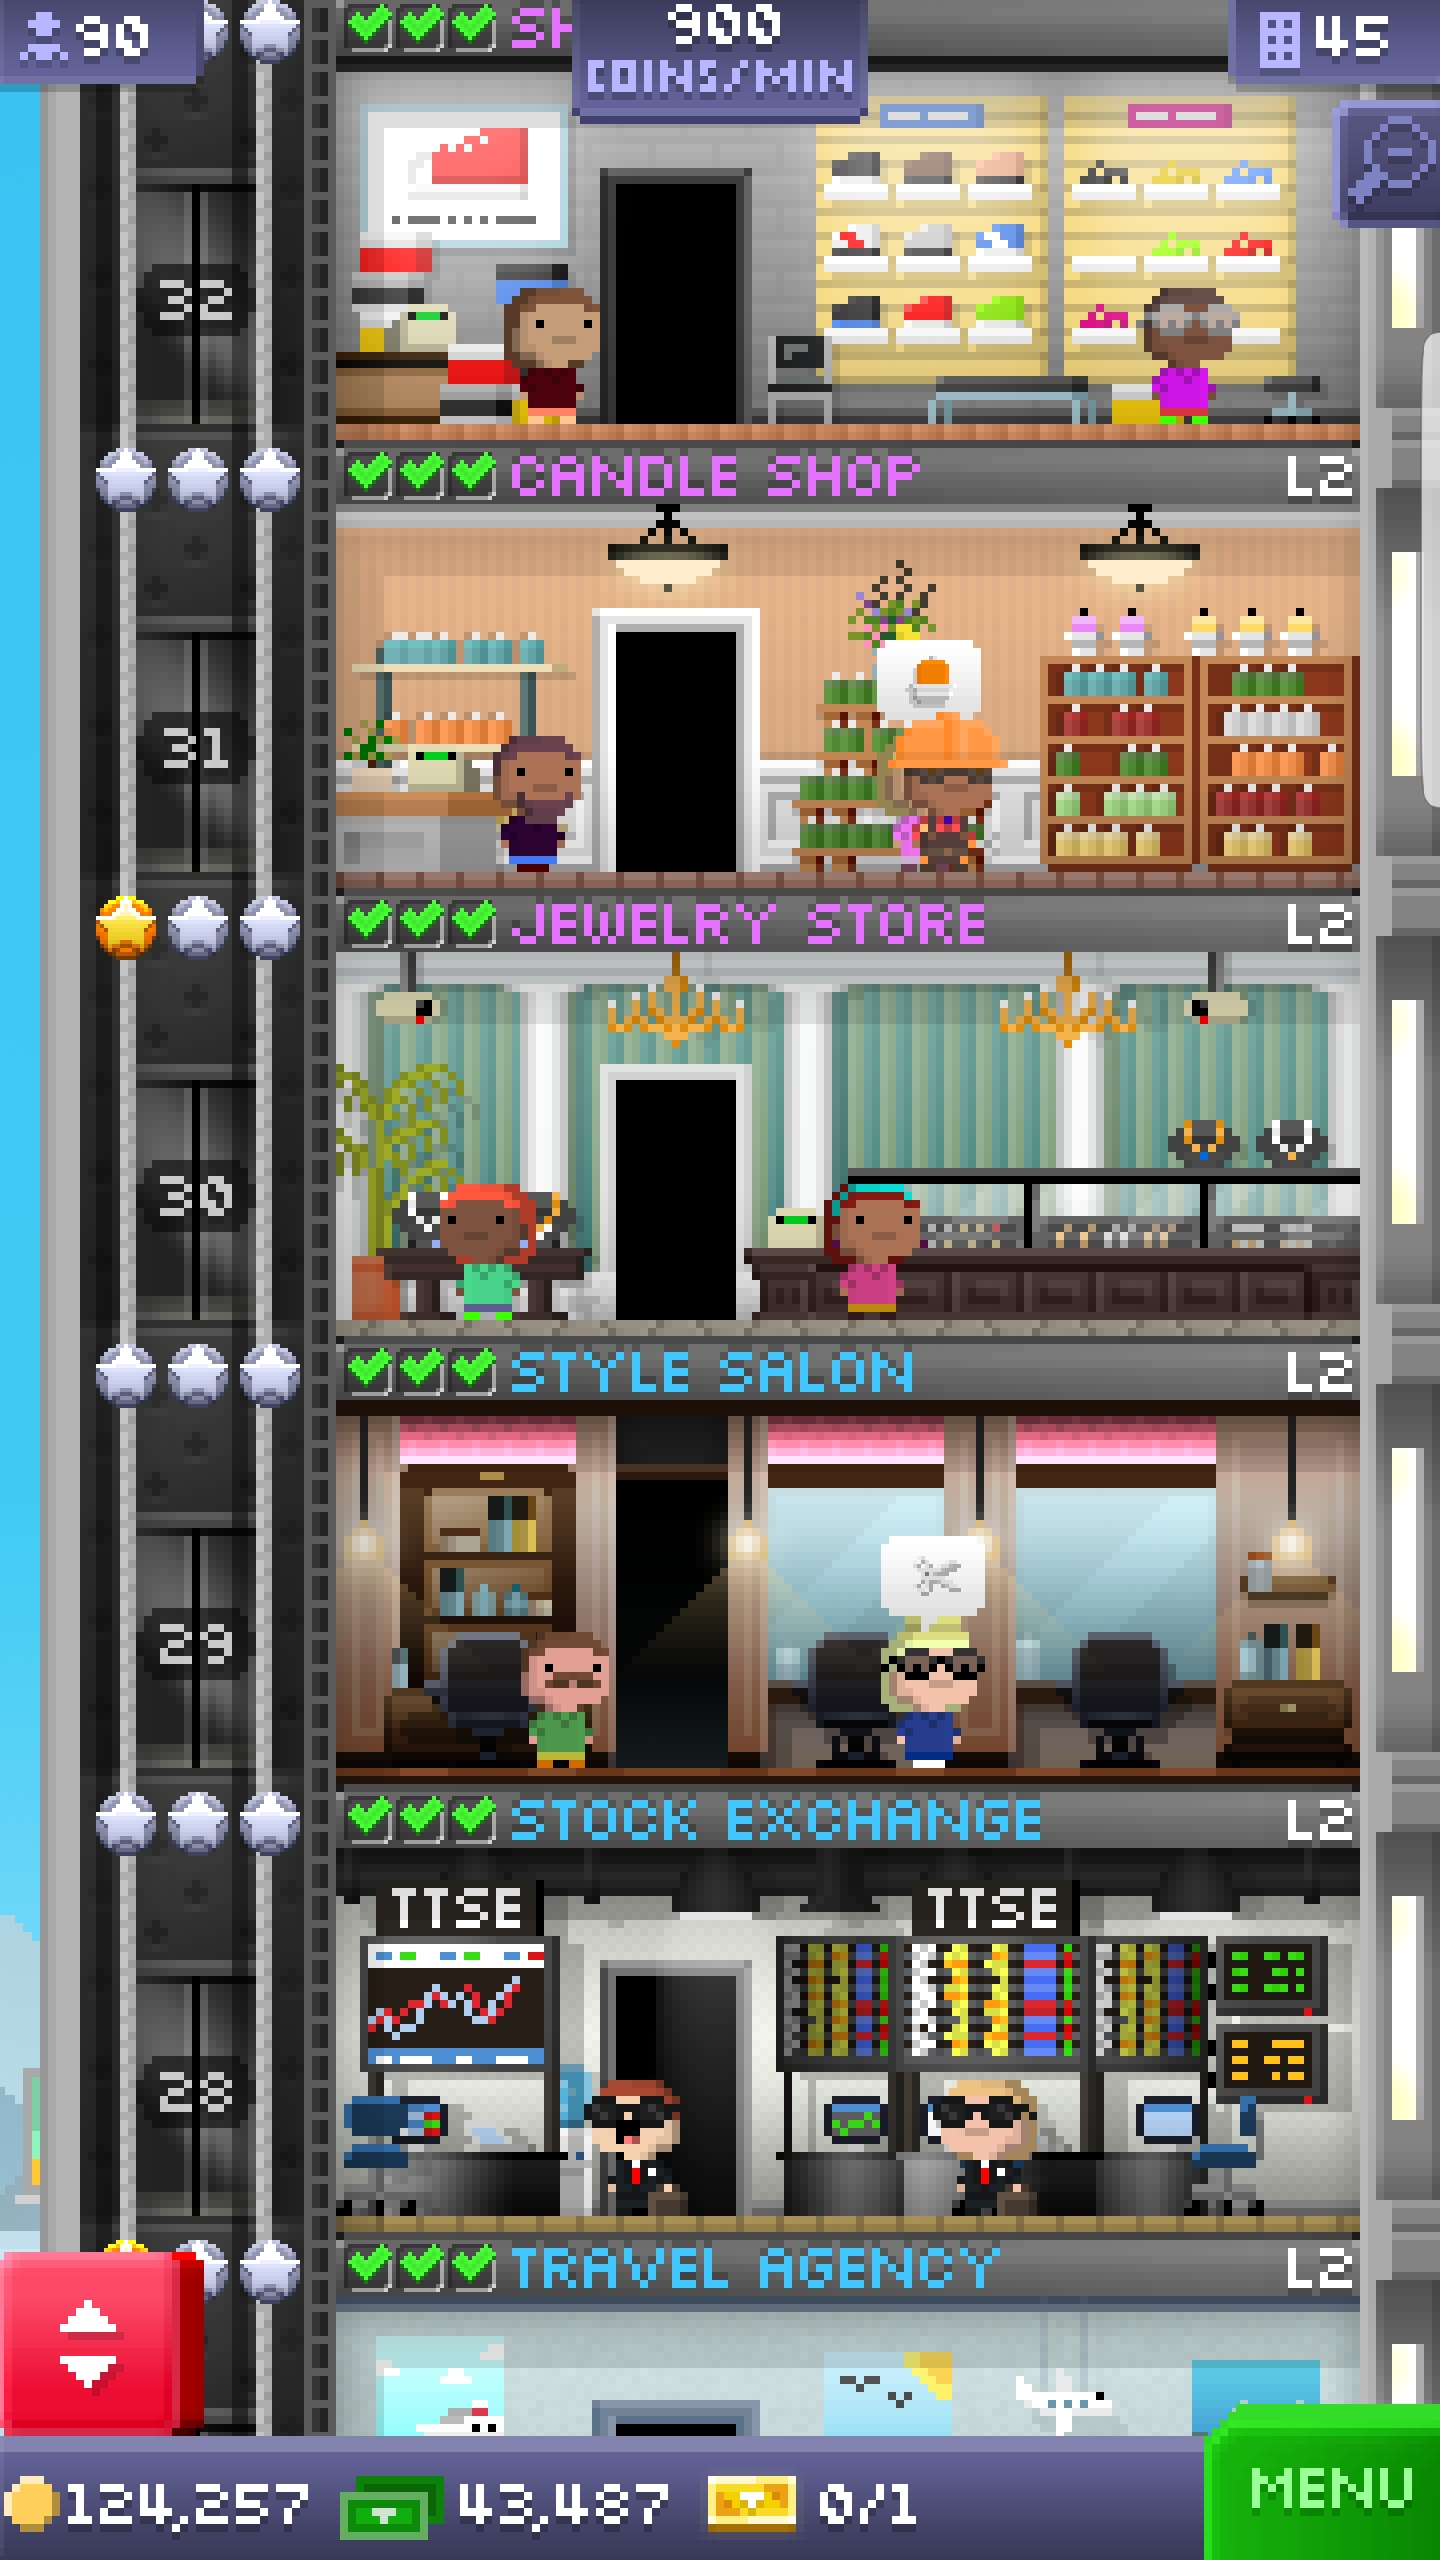 90
900
COINS/MIN
45
SH
32
CANDLE SHOP L2
31
JEWELRY STORE L2
30
STYLE SALON L2
29
STOCK EXCHANGE L2
TTSE TTSE
28
TRAVEL AGENCY L2
124,257 43,487 0/1 MENU